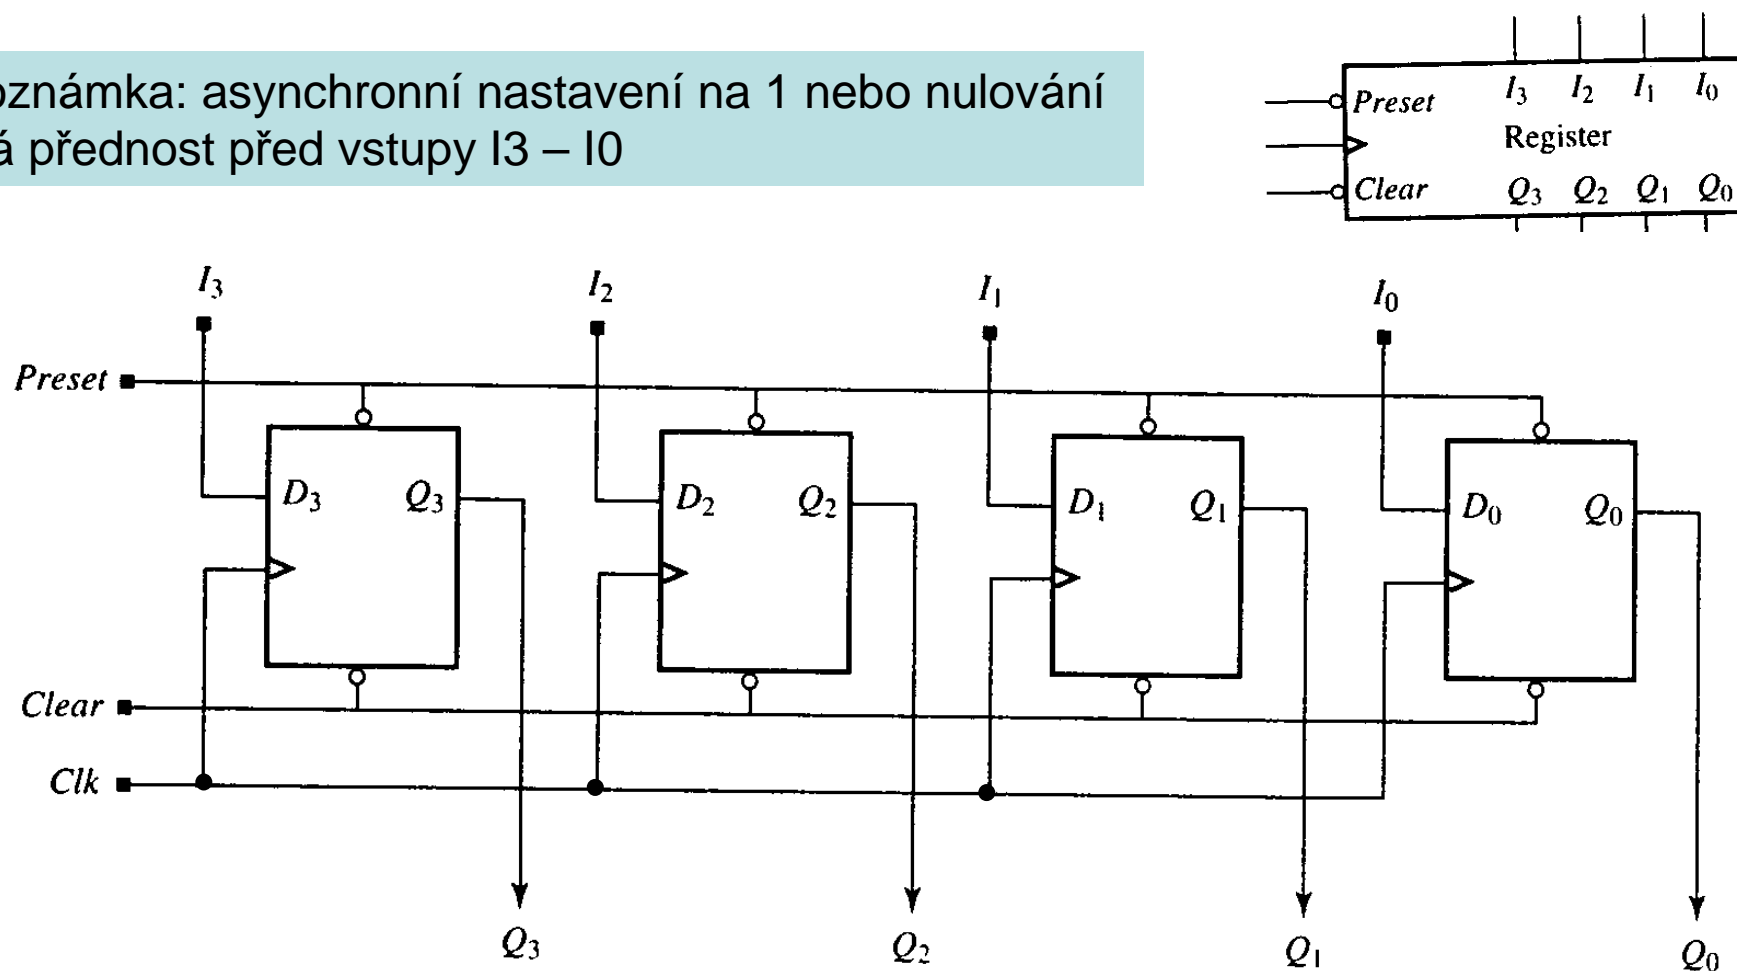 oznámka: asynchronní nastavení na 1 nebo nulování
á přednost před vstupy I3 – I0
Preset I₃ I₂ I₁ I₀
Register
Clear Q₃ Q₂ Q₁ Q₀
I₃ I₂ I₁ I₀
Preset
D₃ Q₃ D₂ Q₂ D₁ Q₁ D₀ Q₀
Clear
Clk
Q₃ Q₂ Q₁ Q₀